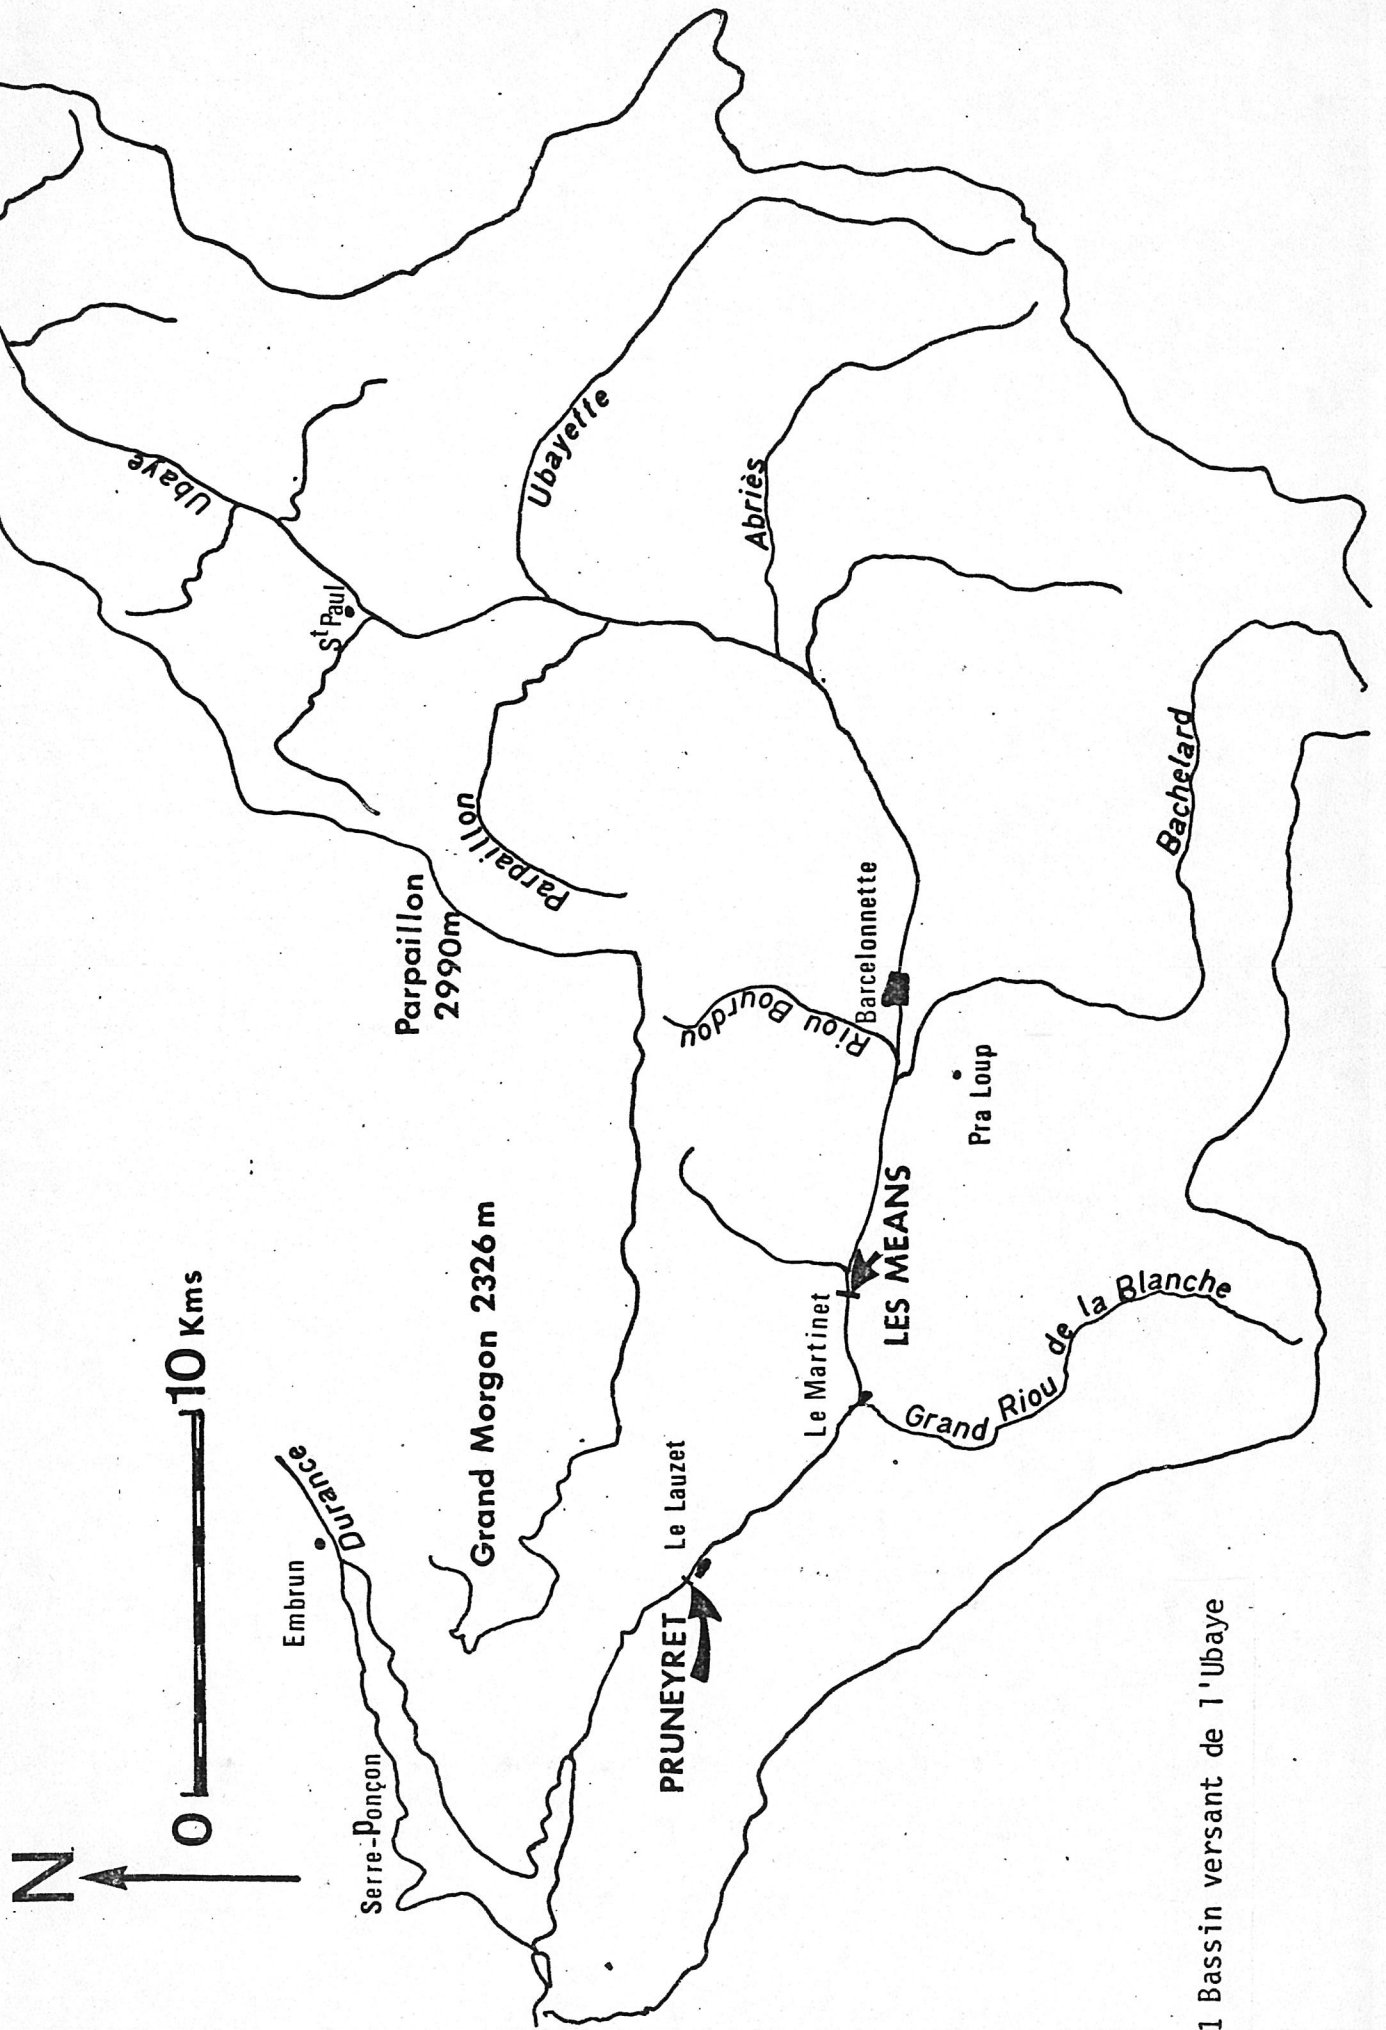 N
0 10 Kms
Embrun
Durance
Serre-Ponçon
Grand Morgon 2326m
Parpaillon
2990m
Parpaillon
Ubaye
St Paul
Ubayette
Abriès
Riou Bourdou
Barcelonnette
Bachelard
Pra Loup
LES MEANS
Le Martinet
Grand Riou de la Blanche
Le Lauzet
PRUNEYRET
1 Bassin versant de l'Ubaye